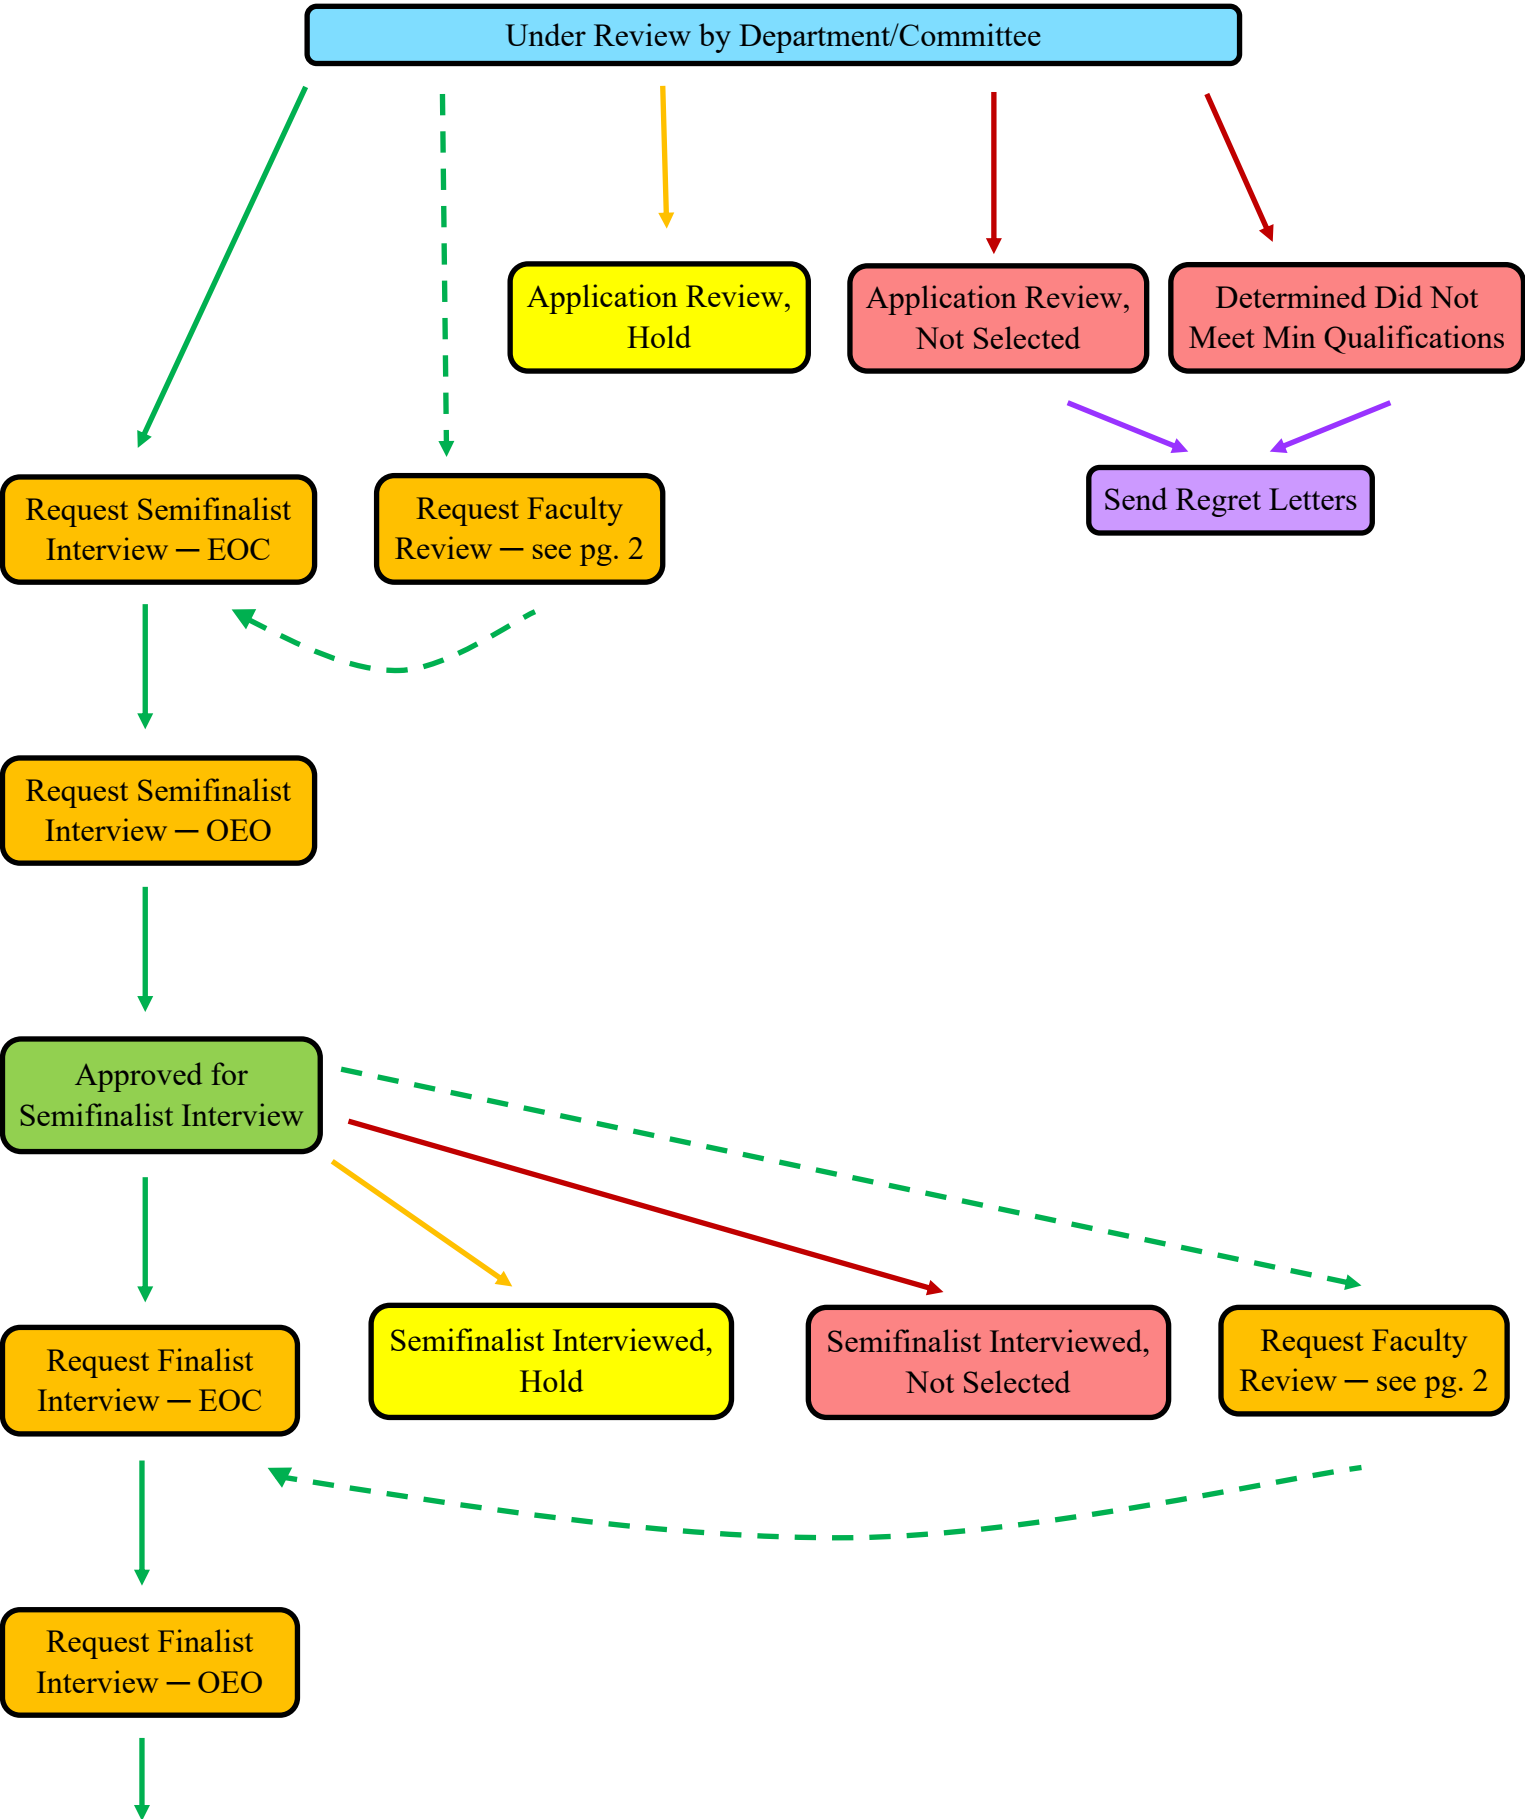 Under Review by Department/Committee
Application Review,
Hold
Application Review,
Not Selected
Determined Did Not
Meet Min Qualifications
Request Semifinalist
Interview — EOC
Request Faculty
Review — see pg. 2
Send Regret Letters
Request Semifinalist
Interview — OEO
Approved for
Semifinalist Interview
Request Finalist
Interview — EOC
Semifinalist Interviewed,
Hold
Semifinalist Interviewed,
Not Selected
Request Faculty
Review — see pg. 2
Request Finalist
Interview — OEO